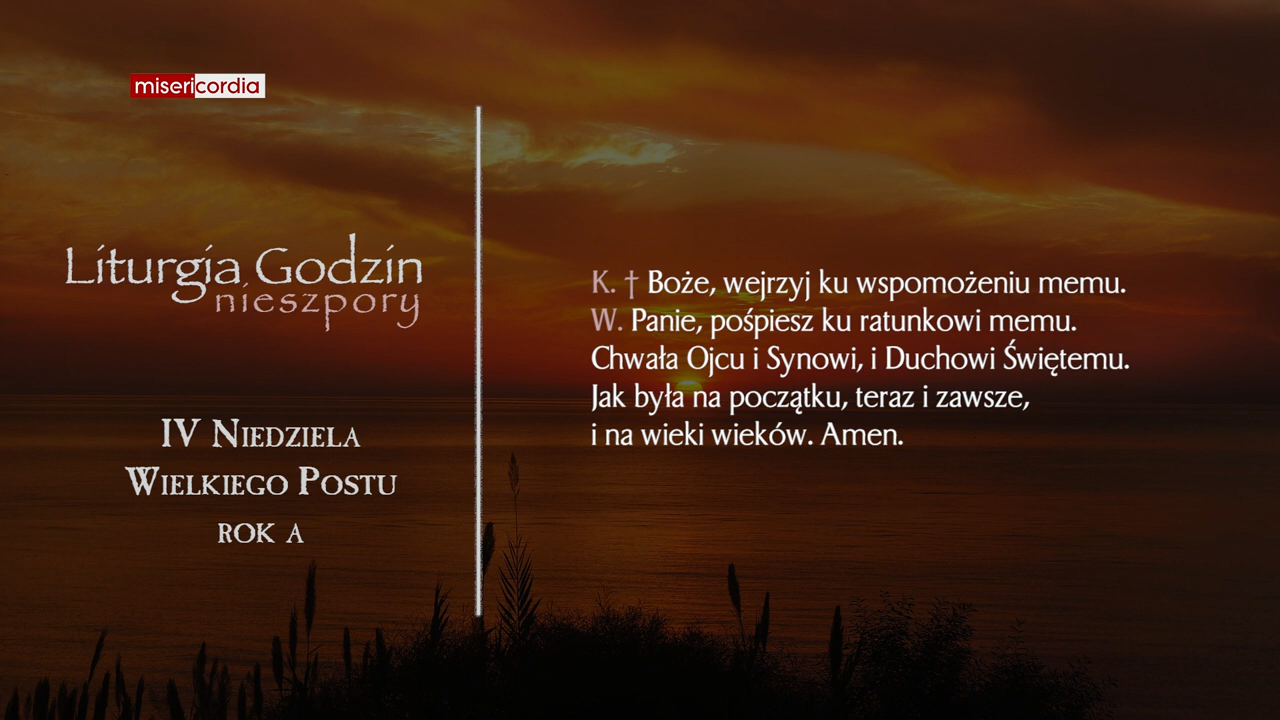 misericordia
Liturgia Godzin
nieszpory
IV Niedziela
Wielkiego Postu
rok A
K. † Boże, wejrzyj ku wspomożeniu memu.
W. Panie, pośpiesz ku ratunkowi memu.
Chwała Ojcu i Synowi, i Duchowi Świętemu.
Jak była na początku, teraz i zawsze,
i na wieki wieków. Amen.